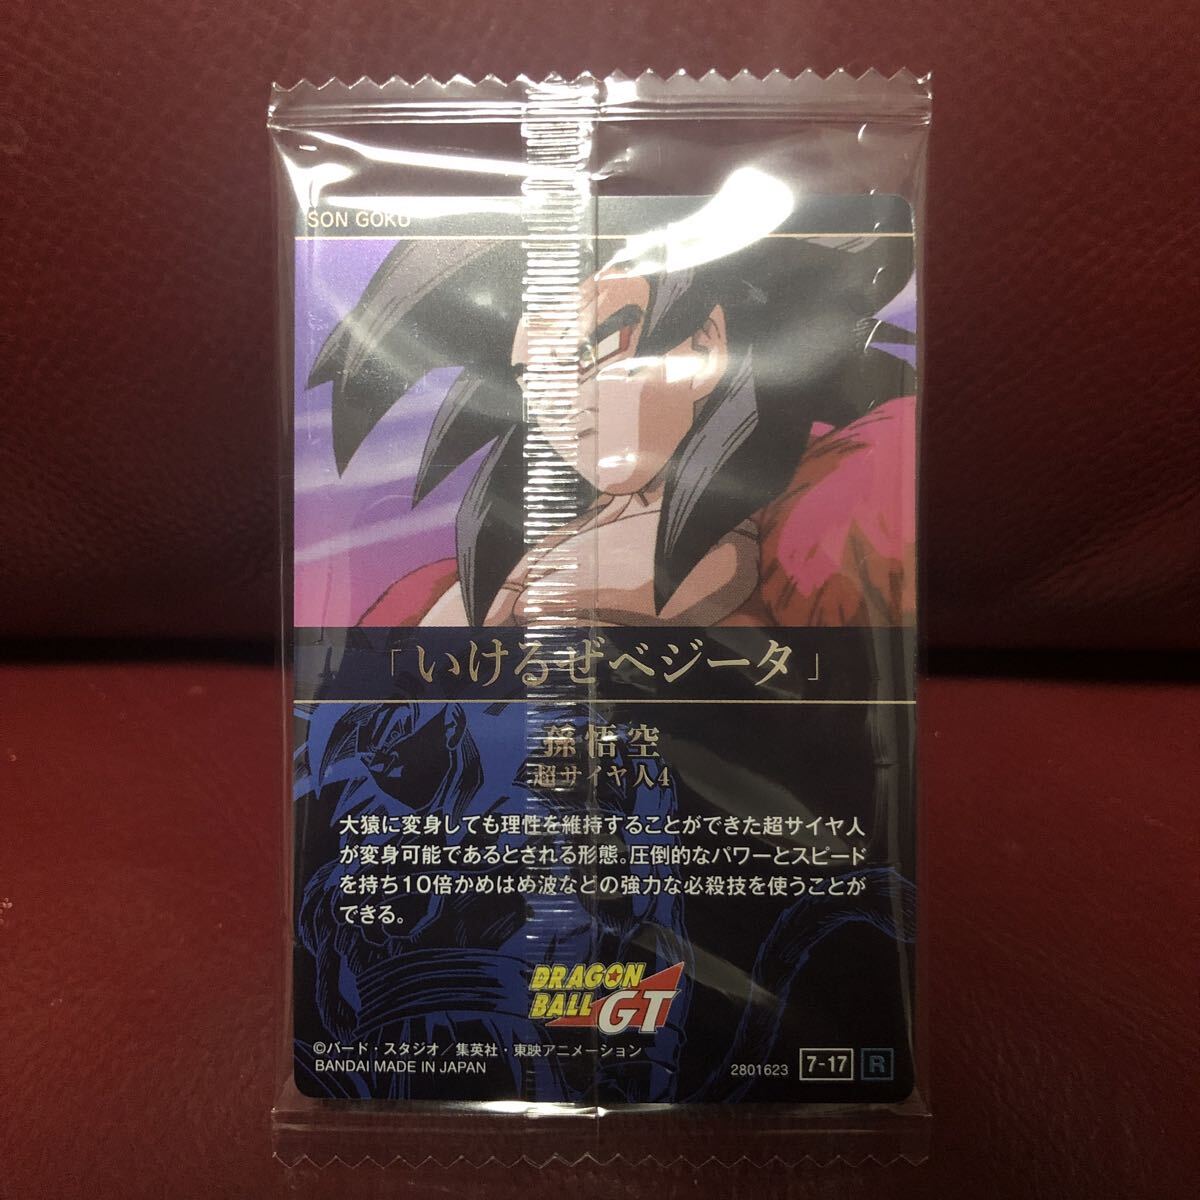 SON GOKU
「いけるぜベジータ」
孫悟空
超サイヤ人4
大猿に変身しても理性を維持することができた超サイヤ人
が変身可能であるとされる形態。圧倒的なパワーとスピード
を持ち10倍かめはめ波などの強力な必殺技を使うことが
できる。
DRAGON
BALL GT
©バード・スタジオ／集英社・東映アニメーション
BANDAI MADE IN JAPAN
2801623 7-17 R